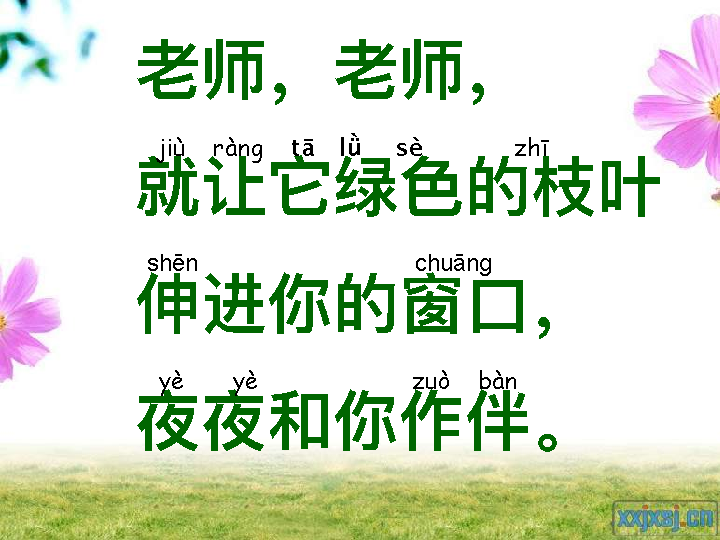 老师，老师，
jiù ràng tā lǜ sè zhī
就让它绿色的枝叶
shēn chuāng
伸进你的窗口，
yè yè zuò bàn
夜夜和你作伴。
xxjxsj.cn